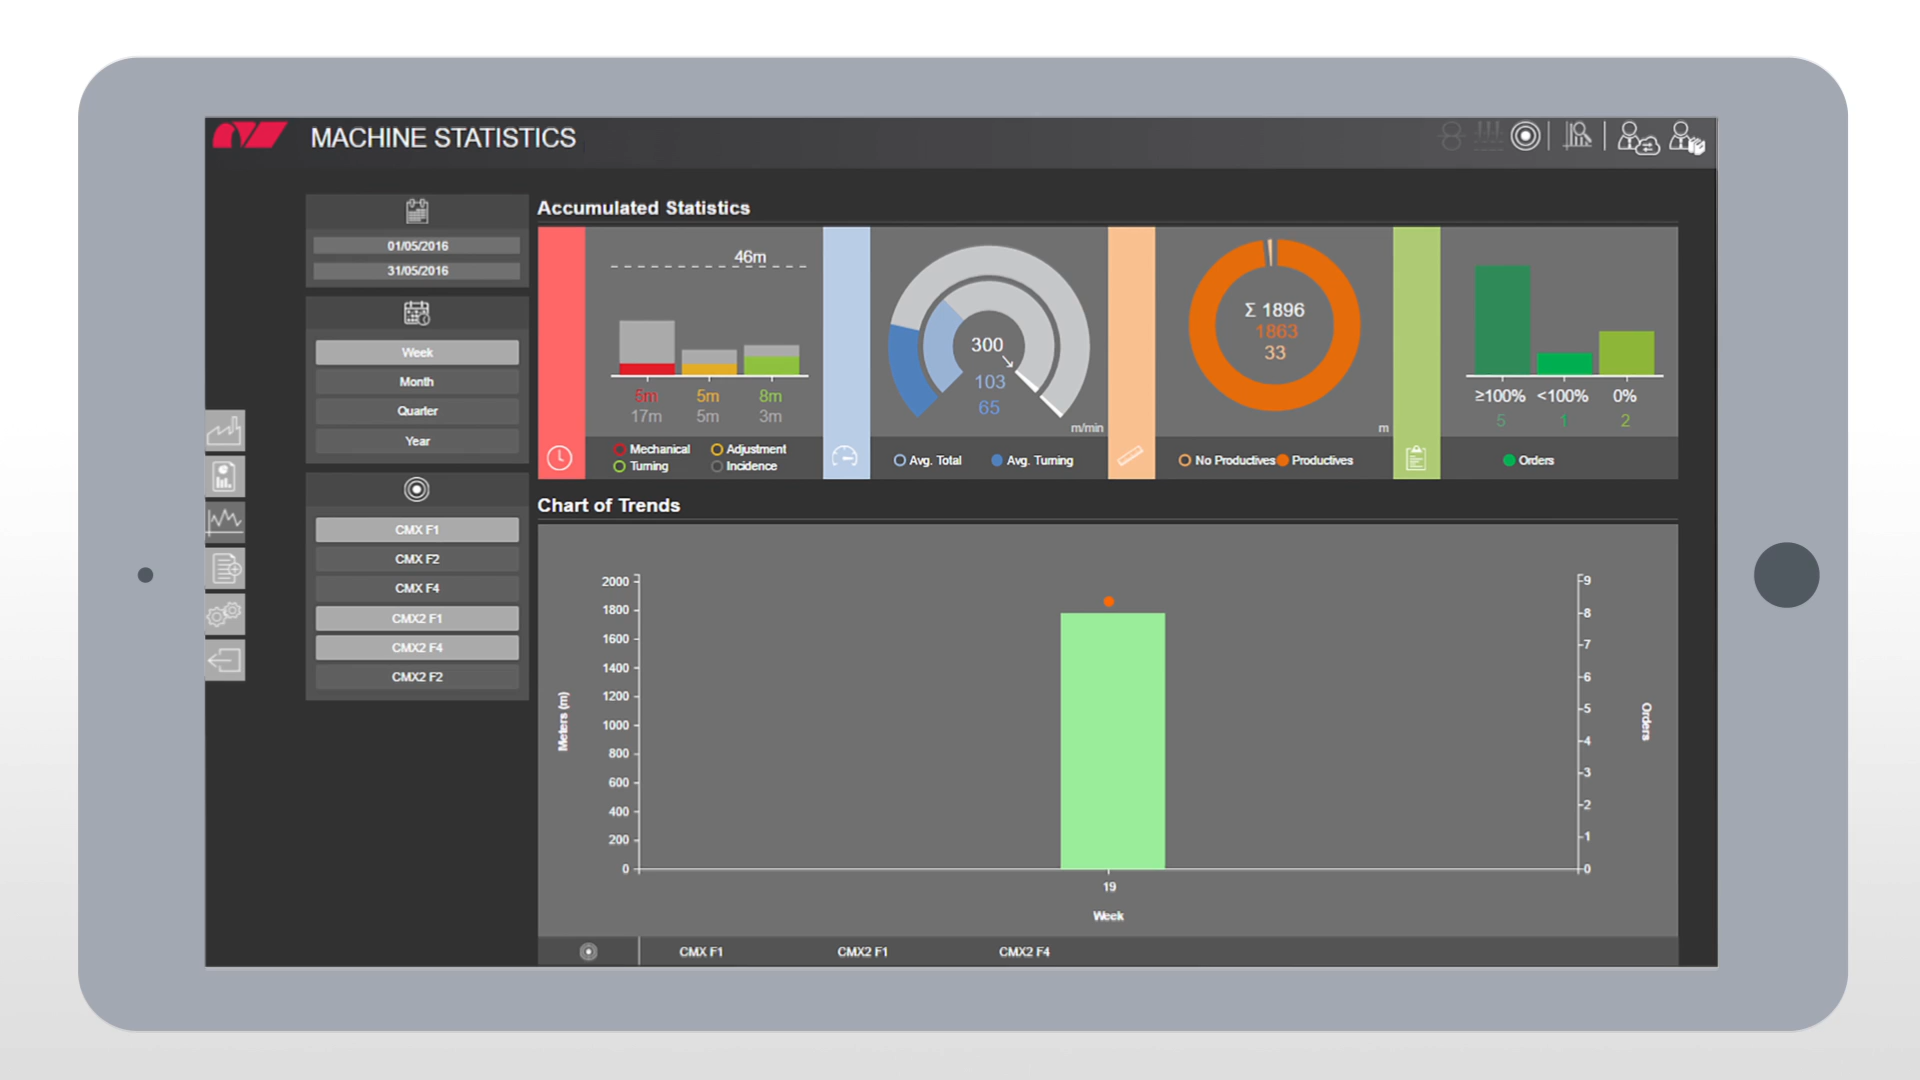 MACHINE STATISTICS
01/05/2016
31/05/2016
Week
Month
Quarter
Year
CMX F1
CMX F2
CMX F4
CMX2 F1
CMX2 F4
CMX2 F2
Accumulated Statistics
46m
5m 5m 8m
17m 5m 3m
Mechanical Adjustment
Turning Incidence
300
103
65
m/min
Avg. Total Avg. Turning
Σ 1896
1863
33
m
No Productives Productives
≥100% <100% 0%
5 1 2
Orders
Chart of Trends
2000
1800
1600
1400
1200
1000
800
600
400
200
0
Meters (m)
9
8
7
6
5
4
3
2
1
0
Orders
19
Week
CMX F1 CMX2 F1 CMX2 F4